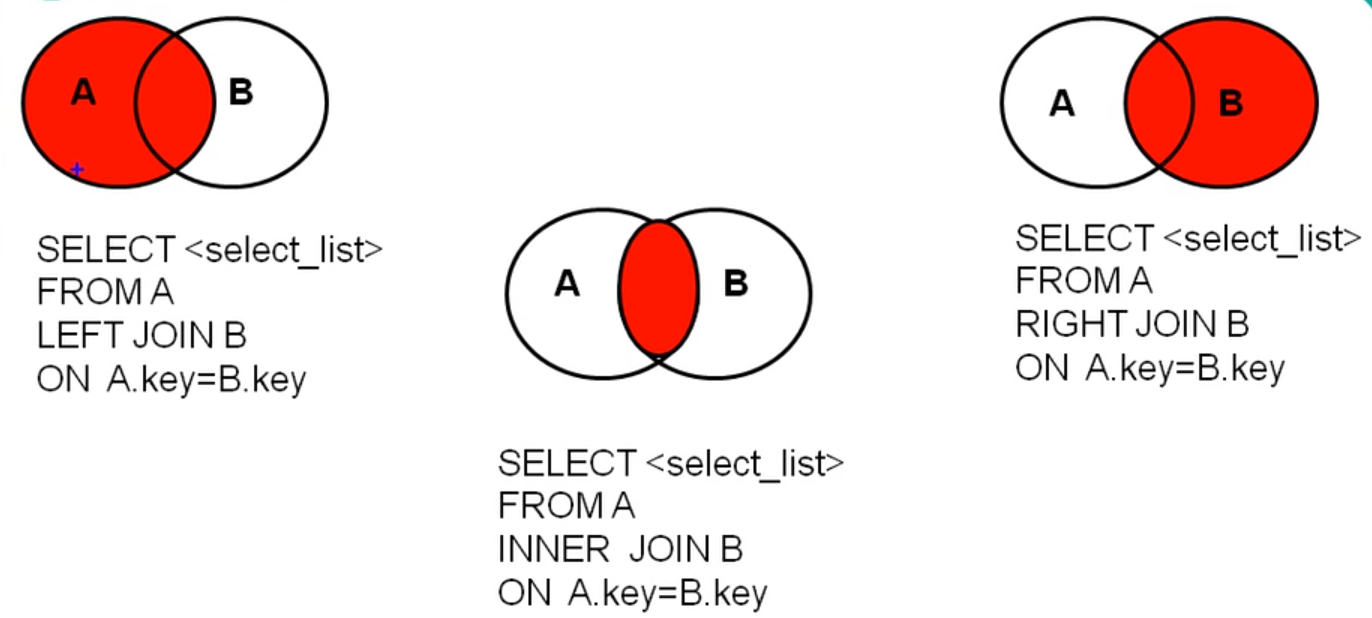 A
B
SELECT <select_list>
FROM A
LEFT JOIN B
ON A.key=B.key
A
B
SELECT <select_list>
FROM A
INNER JOIN B
ON A.key=B.key
A
B
SELECT <select_list>
FROM A
RIGHT JOIN B
ON A.key=B.key